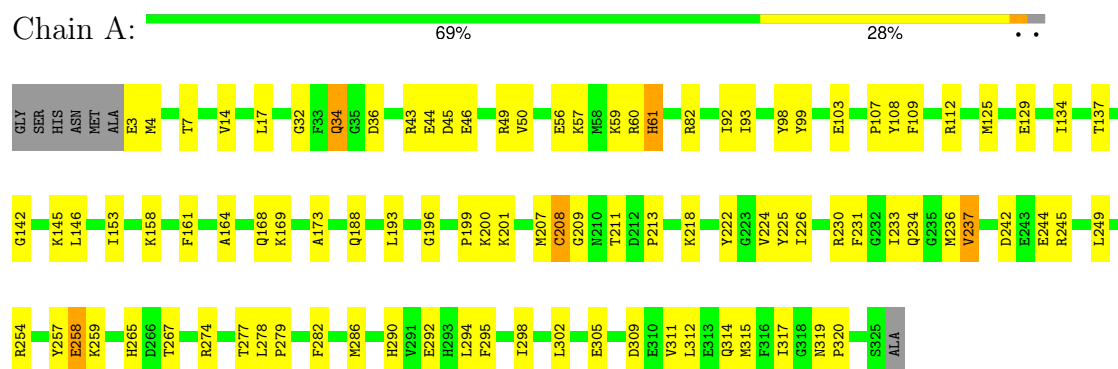 Chain A:
69% 28% • •
GLY SER HIS ASN MET ALA E3 M4 T7 V14 L17 G32 F33 Q34 G35 D36 R43 E44 D45 E46 R49 V50 E56 K57 M58 K59 R60 H61 R82 I92 I93 Y98 Y99 E103 P107 Y108 F109 R112 M125 E129 I134 T137
G142 K145 L146 I153 K158 F161 A164 Q168 K169 A173 Q188 L193 G196 P199 K200 K201 M207 C208 G209 N210 T211 D212 P213 K218 Y222 G223 V224 Y225 I226 R230 F231 G232 I233 Q234 G235 M236 V237 D242 E243 E244 R245 L249
R254 Y257 E258 K259 H265 D266 T267 R274 T277 L278 P279 F282 M286 H290 V291 E292 H293 L294 F295 I298 L302 E305 D309 E310 V311 L312 E313 Q314 M315 F316 I317 G318 N319 P320 S325 ALA